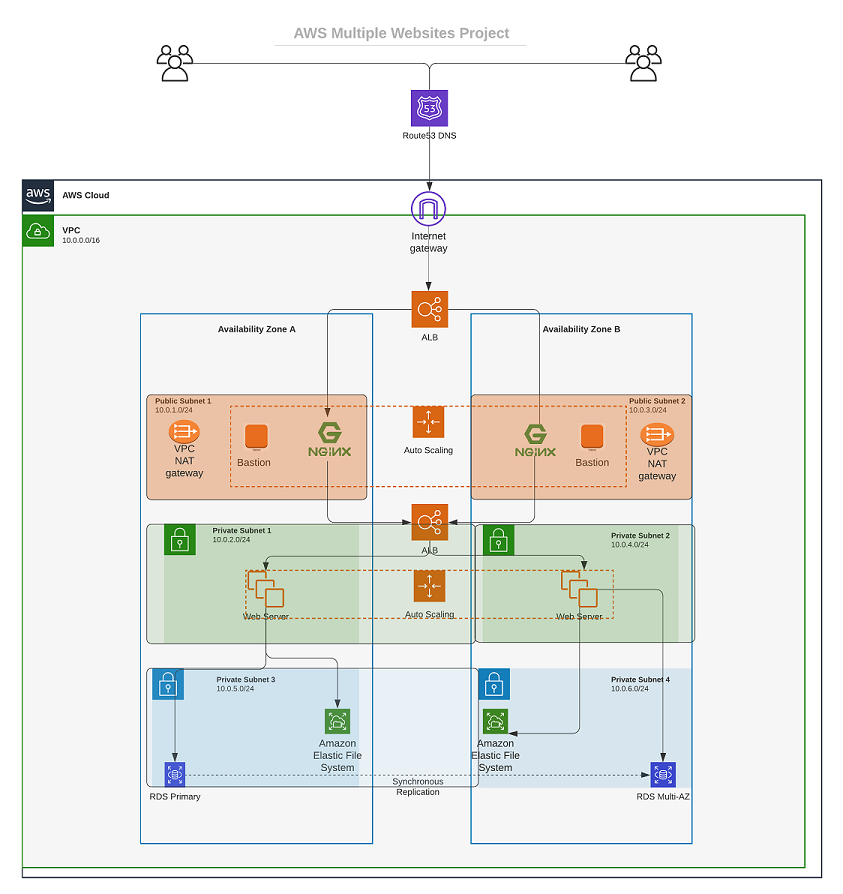 AWS Multiple Websites Project
53
Route53 DNS
aws
AWS Cloud
VPC
10.0.0.0/16
Internet
gateway
ALB
Availability Zone A
Availability Zone B
Public Subnet 1
10.0.1.0/24
Public Subnet 2
10.0.3.0/24
VPC
NAT
gateway
Bastion
NGINX
Auto Scaling
NGINX
Bastion
VPC
NAT
gateway
Private Subnet 1
10.0.2.0/24
ALB
Private Subnet 2
10.0.4.0/24
Web Server
Auto Scaling
Web Server
Private Subnet 3
10.0.5.0/24
Private Subnet 4
10.0.6.0/24
Amazon
Elastic File
System
Amazon
Elastic File
System
RDS Primary
Synchronous
Replication
RDS Multi-AZ